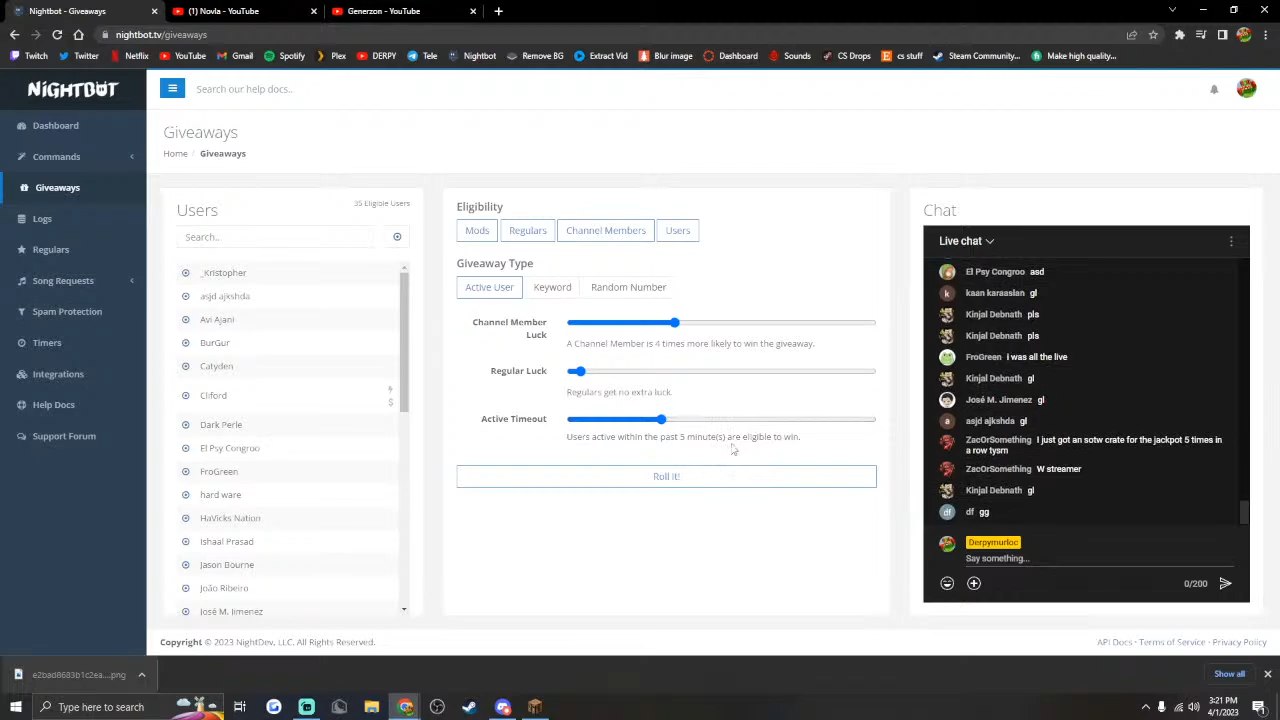 Nightbot - Giveaways
(1) Novla - YouTube
Generzon - YouTube
nightbot.tv/giveaways
Twitch
Twitter
Netflix
YouTube
Gmail
Spotify
Plex
DERPY
Tele
Nightbot
Remove BG
Extract Vid
Blur image
Dashboard
Sounds
CS Drops
cs stuff
Steam Community...
Make high quality...
NIGHTBOT
Search our help docs..
Dashboard
Commands
Giveaways
Logs
Regulars
Song Requests
Spam Protection
Timers
Integrations
Help Docs
Support Forum
Giveaways
Home / Giveaways
Users
35 Eligible Users
Search..
_Kristopher
asjd ajkshda
Avi Ajani
BurGur
Catyden
Cliford
Dark Perle
El Psy Congroo
FroGreen
hard ware
HaVicks Nation
Ishaal Prasad
Jason Bourne
João Ribeiro
José M. Jimenez
Eligibility
Mods
Regulars
Channel Members
Users
Giveaway Type
Active User
Keyword
Random Number
Channel Member
Luck
A Channel Member is 4 times more likely to win the giveaway.
Regular Luck
Regulars get no extra luck.
Active Timeout
Users active within the past 5 minute(s) are eligible to win.
Roll It!
Chat
Live chat
El Psy Congroo asd
kaan karaaslan gl
Kinjal Debnath pls
Kinjal Debnath pls
FroGreen i was all the live
Kinjal Debnath gl
José M. Jimenez gl
asjd ajkshda gl
ZacOrSomething I just got an sotw crate for the jackpot 5 times in
a row tysm
ZacOrSomething W streamer
Kinjal Debnath gl
df df gg
Derpymurloc
Say something...
0/200
Copyright © 2023 NightDev, LLC. All Rights Reserved.
API Docs - Terms of Service - Privacy Policy
e2bad8683b1c2ea....png
Show all
Type here to search
3:21 PM
4/1/2023